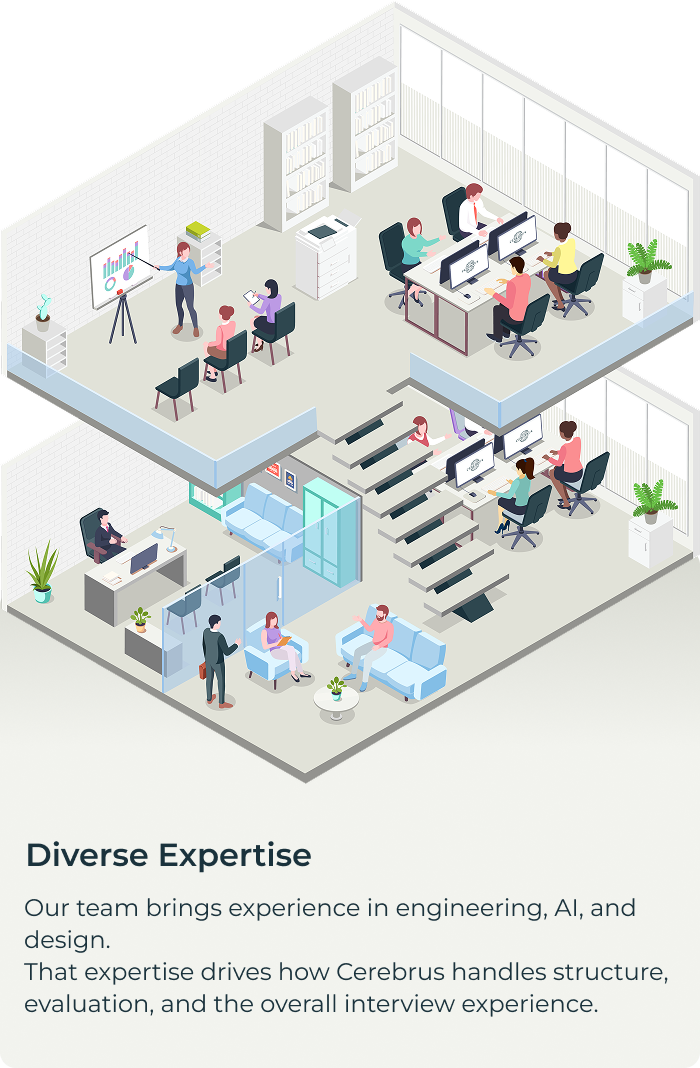 Diverse Expertise
Our team brings experience in engineering, AI, and
design.
That expertise drives how Cerebrus handles structure,
evaluation, and the overall interview experience.